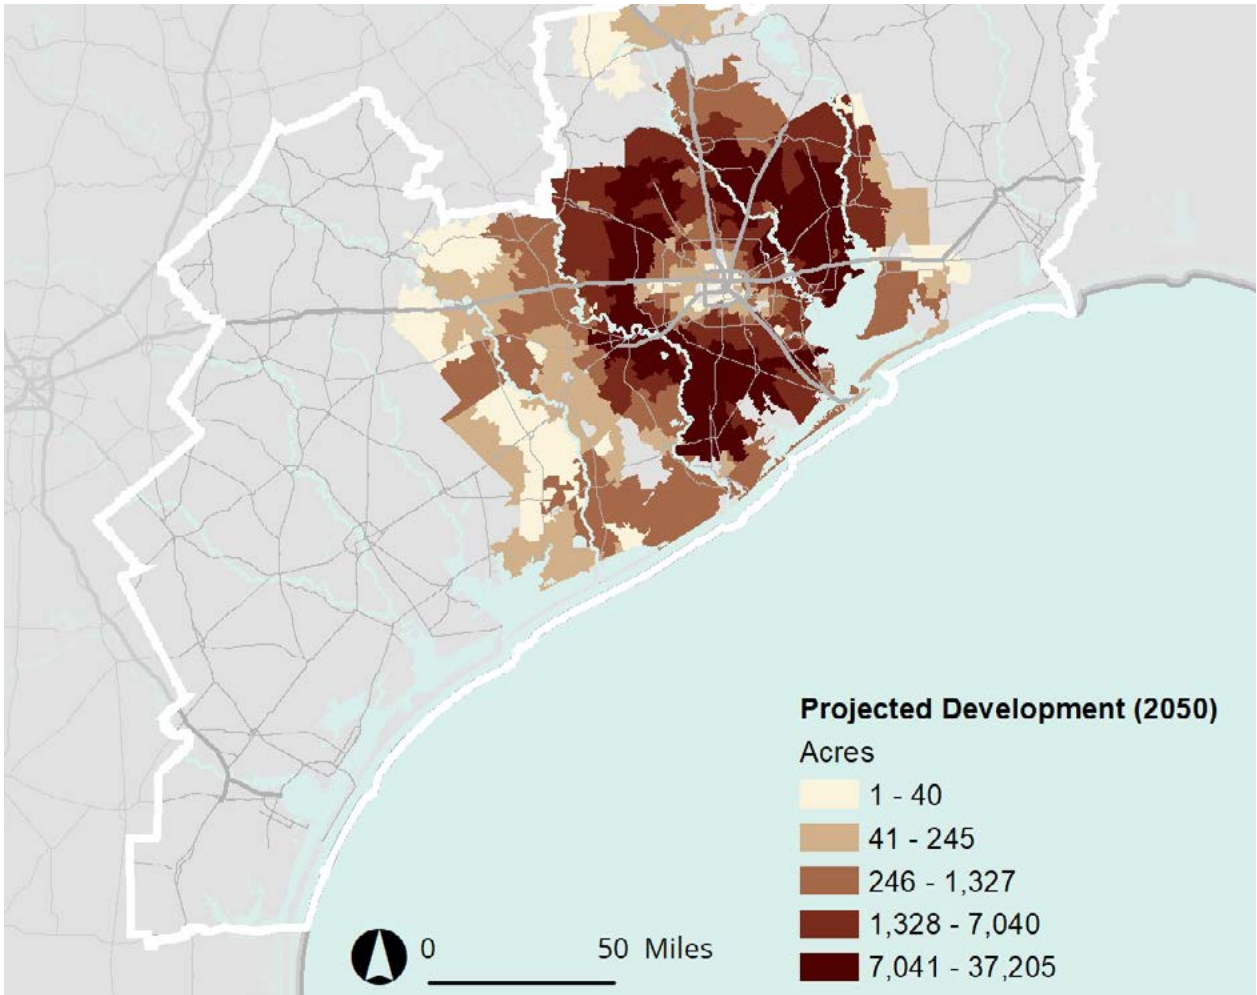 Projected Development (2050)
Acres
1 - 40
41 - 245
246 - 1,327
1,328 - 7,040
7,041 - 37,205
0 50 Miles